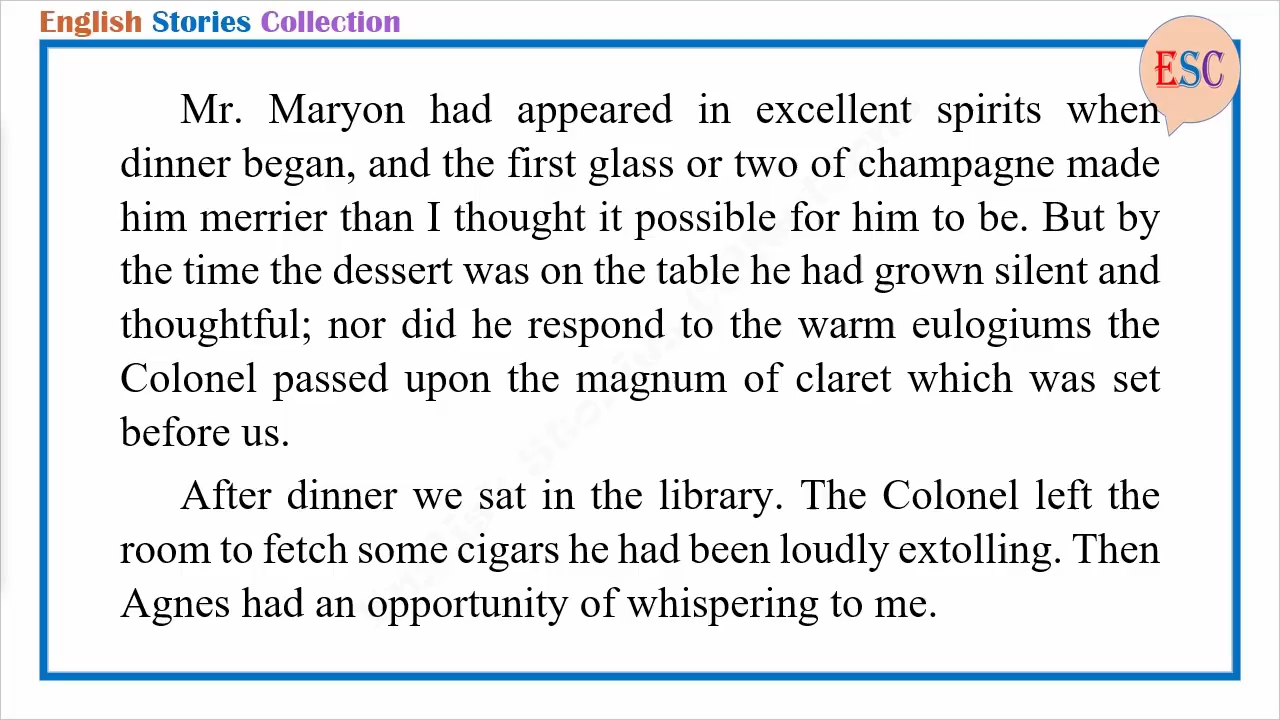 English Stories Collection
ESC
Mr. Maryon had appeared in excellent spirits when
dinner began, and the first glass or two of champagne made
him merrier than I thought it possible for him to be. But by
the time the dessert was on the table he had grown silent and
thoughtful; nor did he respond to the warm eulogiums the
Colonel passed upon the magnum of claret which was set
before us.
After dinner we sat in the library. The Colonel left the
room to fetch some cigars he had been loudly extolling. Then
Agnes had an opportunity of whispering to me.